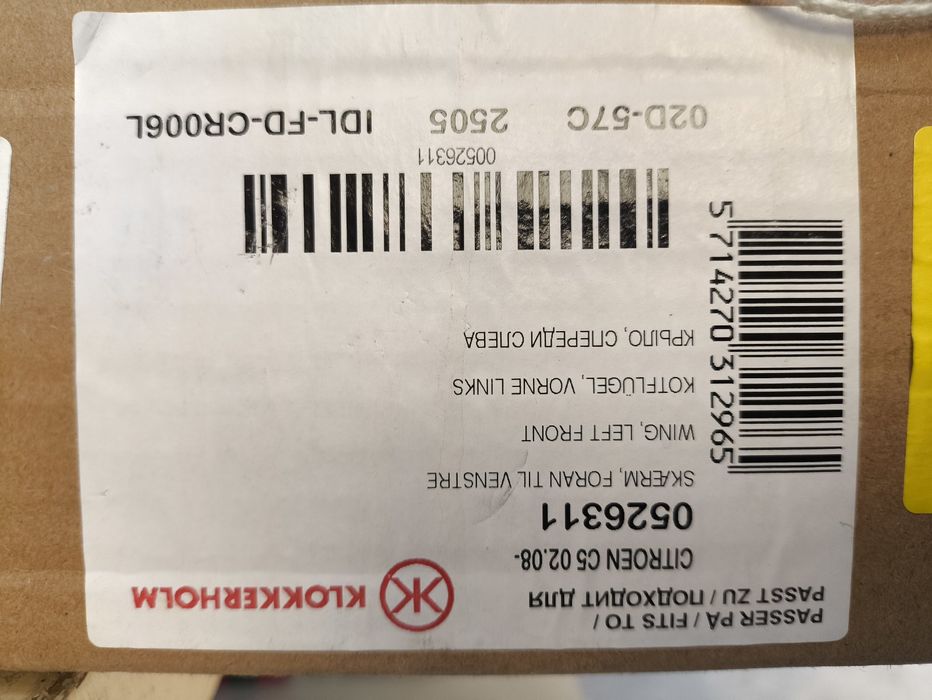 PASSER PÅ / FITS TO /
PASST ZU / ПОДХОДИТ ДЛЯ
KLOKKERHOLM
CITROEN C5 02.08-
0526311
SKÆRM, FORAN TIL VENSTRE
WING, LEFT FRONT
KOTFLÜGEL, VORNE LINKS
КРЫЛО, СПЕРЕДИ СЛЕВА
5 714270 312965
00526311
02D-57C 2505 IDL-FD-CR006L